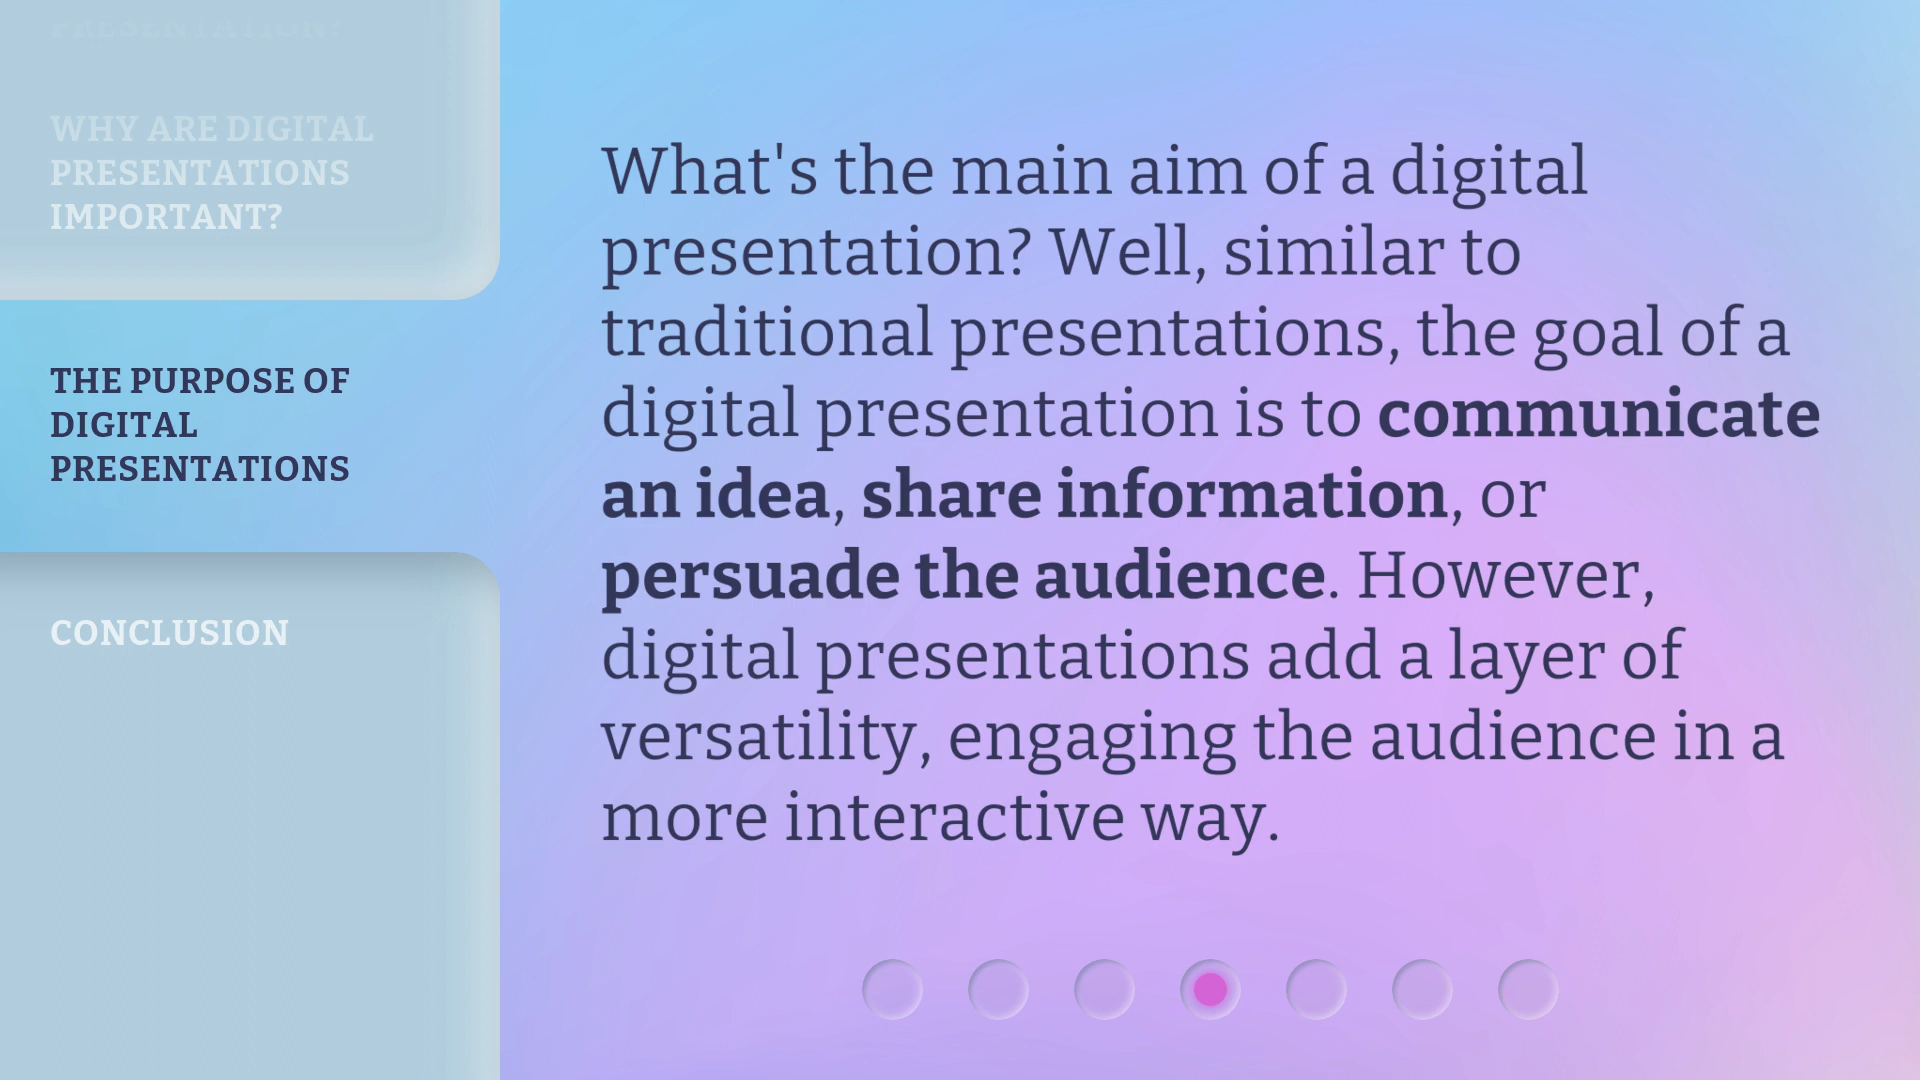 PRESENTATION?
WHY ARE DIGITAL
PRESENTATIONS
IMPORTANT?
THE PURPOSE OF
DIGITAL
PRESENTATIONS
CONCLUSION
What's the main aim of a digital
presentation? Well, similar to
traditional presentations, the goal of a
digital presentation is to communicate
an idea, share information, or
persuade the audience. However,
digital presentations add a layer of
versatility, engaging the audience in a
more interactive way.